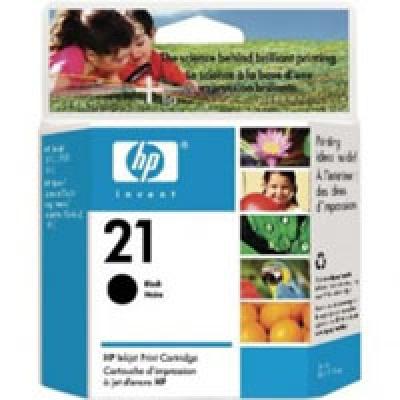 The science behind brilliant printing.
La science à la base d'une
impression brillante.
hp
invent
21
Black
Noire
HP Inkjet Print Cartridge
Cartouche d'impression
à jet d'encre HP
Printing
ideas inside!
À l'intérieur
des idées
d'impression